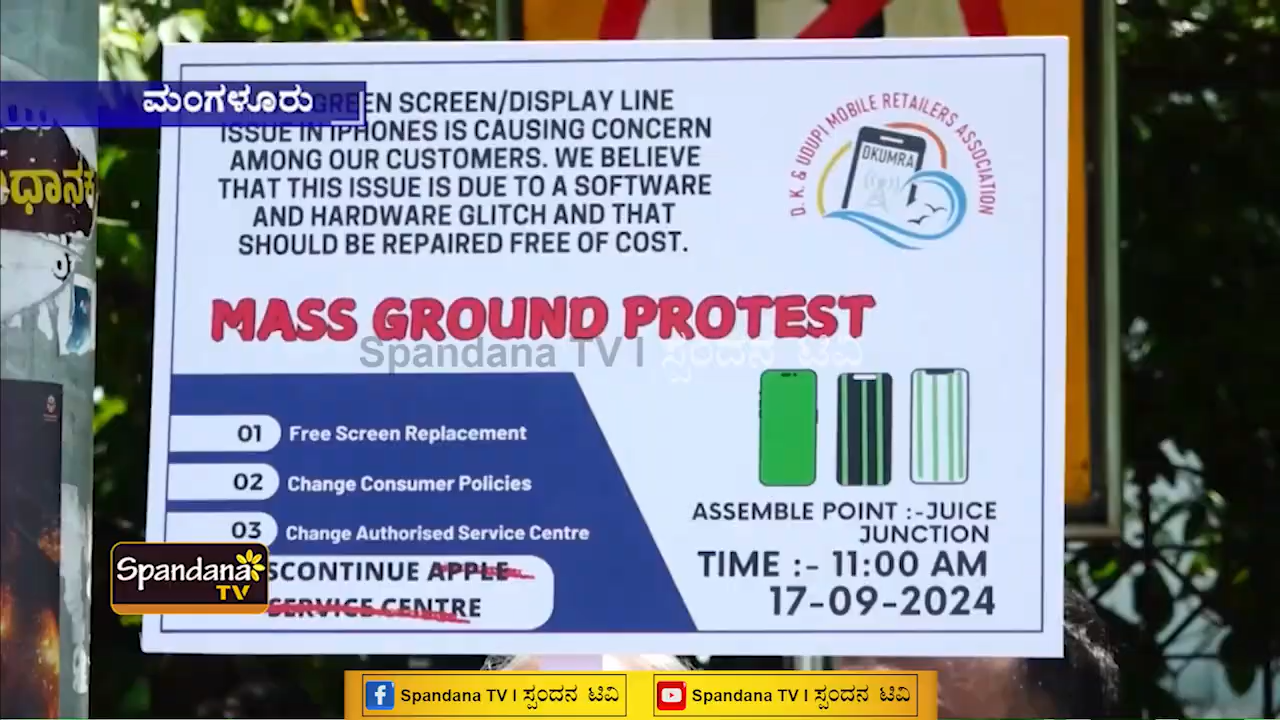 ಮಂಗಳೂರು
EEN SCREEN/DISPLAY LINE
ISSUE IN IPHONES IS CAUSING CONCERN
AMONG OUR CUSTOMERS. WE BELIEVE
THAT THIS ISSUE IS DUE TO A SOFTWARE
AND HARDWARE GLITCH AND THAT
SHOULD BE REPAIRED FREE OF COST.
D. K. & UDUPI MOBILE RETAILERS ASSOCIATION
DKUMRA
MASS GROUND PROTEST
Spandana TV I ಸ್ಪಂದನ ಟಿವಿ
01 Free Screen Replacement
02 Change Consumer Policies
03 Change Authorised Service Centre
SCONTINUE APPLE
SERVICE CENTRE
ASSEMBLE POINT :-JUICE
JUNCTION
TIME :- 11:00 AM
17-09-2024
Spandana
TV
Spandana TV I ಸ್ಪಂದನ ಟಿವಿ
Spandana TV I ಸ್ಪಂದನ ಟಿವಿ